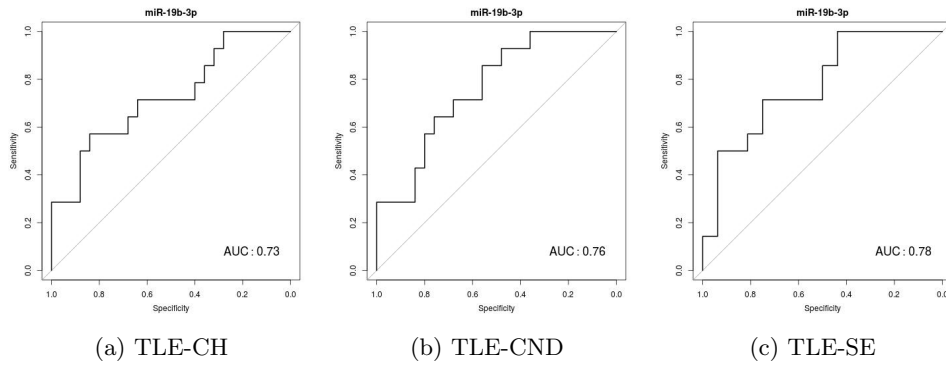 miR-19b-3p
1.0
0.8
0.6
0.4
0.2
0.0
Sensitivity
AUC : 0.73
1.0 0.8 0.6 0.4 0.2 0.0
Specificity
(a) TLE-CH
miR-19b-3p
1.0
0.8
0.6
0.4
0.2
0.0
Sensitivity
AUC : 0.76
1.0 0.8 0.6 0.4 0.2 0.0
Specificity
(b) TLE-CND
miR-19b-3p
1.0
0.8
0.6
0.4
0.2
0.0
Sensitivity
AUC : 0.78
1.0 0.8 0.6 0.4 0.2 0.0
Specificity
(c) TLE-SE